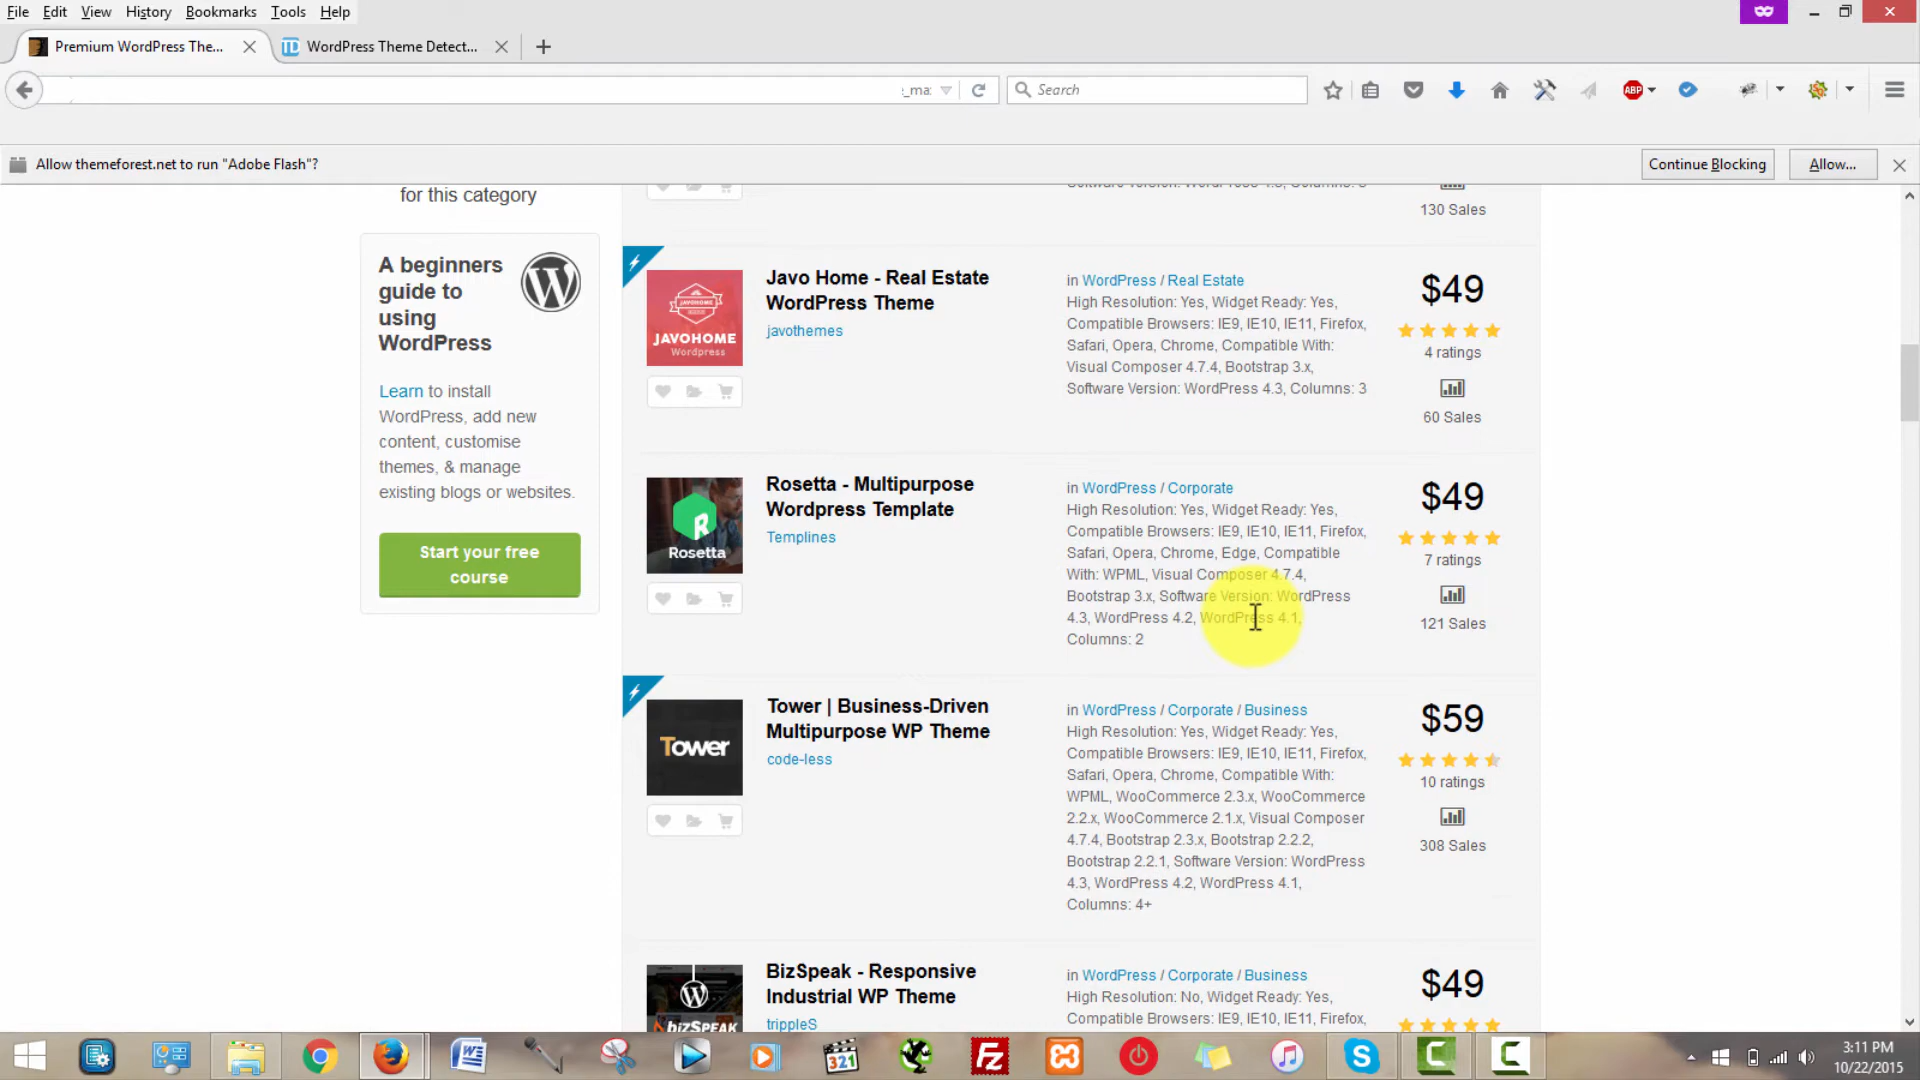 File Edit View History Bookmarks Tools Help
Premium WordPress The...
WordPress Theme Detect...
_ma:
Search
ABP
Allow themeforest.net to run "Adobe Flash"?
Continue Blocking
Allow...
for this category
A beginners
guide to
using
WordPress
Learn to install
WordPress, add new
content, customise
themes, & manage
existing blogs or websites.
Start your free
course
130 Sales
JAVOHOME
Wordpress
Javo Home - Real Estate
WordPress Theme
javothemes
in WordPress / Real Estate
High Resolution: Yes, Widget Ready: Yes,
Compatible Browsers: IE9, IE10, IE11, Firefox,
Safari, Opera, Chrome, Compatible With:
Visual Composer 4.7.4, Bootstrap 3.x,
Software Version: WordPress 4.3, Columns: 3
$49
4 ratings
60 Sales
R
Rosetta
Rosetta - Multipurpose
Wordpress Template
Templines
in WordPress / Corporate
High Resolution: Yes, Widget Ready: Yes,
Compatible Browsers: IE9, IE10, IE11, Firefox,
Safari, Opera, Chrome, Edge, Compatible
With: WPML, Visual Composer 4.7.4,
Bootstrap 3.x, Software Version: WordPress
4.3, WordPress 4.2, WordPress 4.1,
Columns: 2
$49
7 ratings
121 Sales
Tower
Tower | Business-Driven
Multipurpose WP Theme
code-less
in WordPress / Corporate / Business
High Resolution: Yes, Widget Ready: Yes,
Compatible Browsers: IE9, IE10, IE11, Firefox,
Safari, Opera, Chrome, Compatible With:
WPML, WooCommerce 2.3.x, WooCommerce
2.2.x, WooCommerce 2.1.x, Visual Composer
4.7.4, Bootstrap 2.3.x, Bootstrap 2.2.2,
Bootstrap 2.2.1, Software Version: WordPress
4.3, WordPress 4.2, WordPress 4.1,
Columns: 4+
$59
10 ratings
308 Sales
bizSPEAK
BizSpeak - Responsive
Industrial WP Theme
trippleS
in WordPress / Corporate / Business
High Resolution: No, Widget Ready: Yes,
Compatible Browsers: IE9, IE10, IE11, Firefox,
$49
321
3:11 PM
10/22/2015